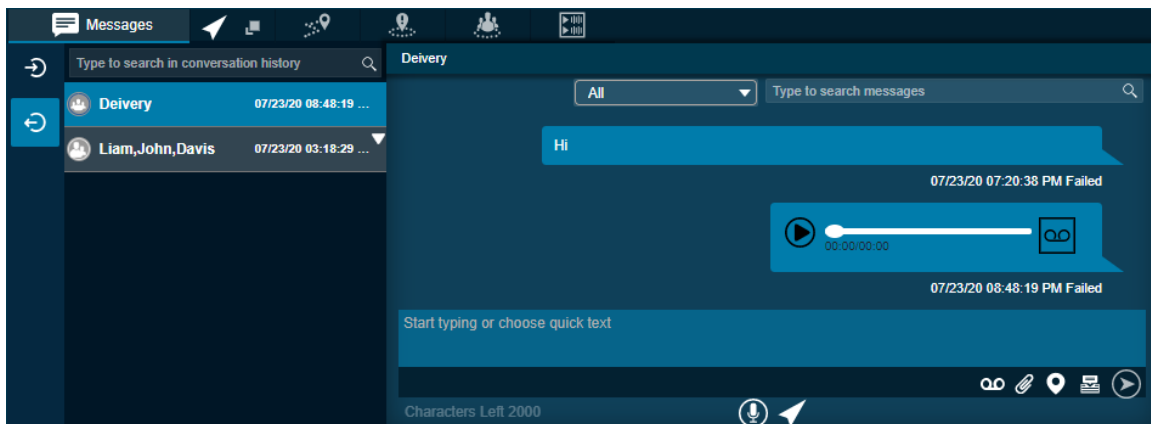 Messages
Type to search in conversation history
Deivery 07/23/20 08:48:19 ...
Liam,John,Davis 07/23/20 03:18:29 ...
Deivery
All
Type to search messages
Hi
07/23/20 07:20:38 PM Failed
00:00/00:00
07/23/20 08:48:19 PM Failed
Start typing or choose quick text
Characters Left 2000